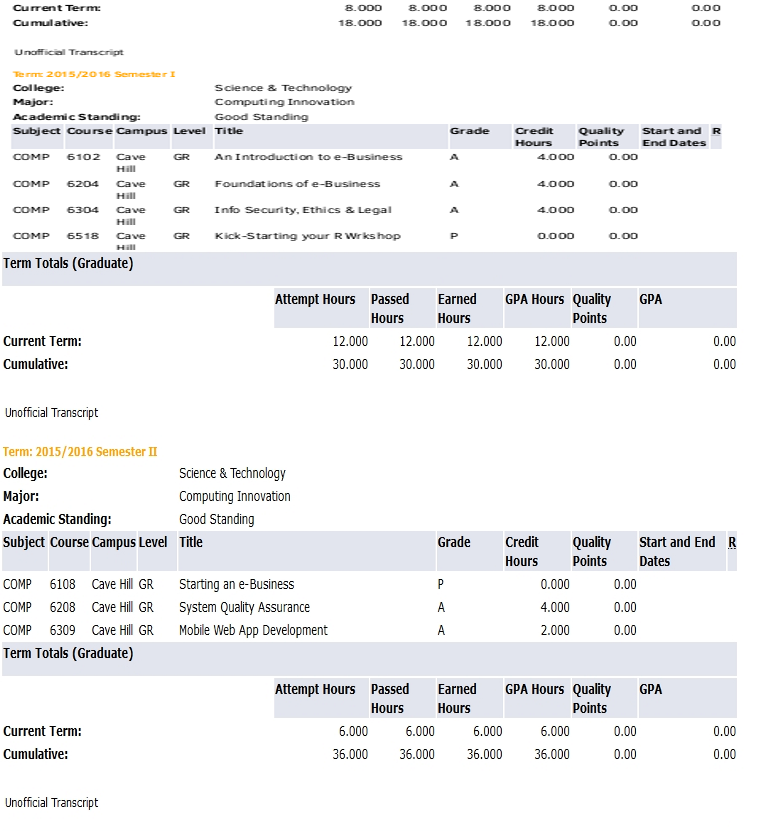 Current Term: 8.000 8.000 8.000 8.000 0.00 0.00
Cumulative: 18.000 18.000 18.000 18.000 0.00 0.00
Unofficial Transcript
Term: 2015/2016 Semester I
College: Science & Technology
Major: Computing Innovation
Academic Standing: Good Standing
Subject Course Campus Level Title Grade Credit Quality Start and R
Hours Points End Dates
COMP 6102 Cave GR An Introduction to e-Business A 4.000 0.00
Hill
COMP 6204 Cave GR Foundations of e-Business A 4.000 0.00
Hill
COMP 6304 Cave GR Info Security, Ethics & Legal A 4.000 0.00
Hill
COMP 6518 Cave GR Kick-Starting your R Wrkshop P 0.000 0.00
Hill
Term Totals (Graduate)
Attempt Hours Passed Earned GPA Hours Quality GPA
Hours Hours Points
Current Term: 12.000 12.000 12.000 12.000 0.00 0.00
Cumulative: 30.000 30.000 30.000 30.000 0.00 0.00
Unofficial Transcript
Term: 2015/2016 Semester II
College: Science & Technology
Major: Computing Innovation
Academic Standing: Good Standing
Subject Course Campus Level Title Grade Credit Quality Start and End R
Hours Points Dates
COMP 6108 Cave Hill GR Starting an e-Business P 0.000 0.00
COMP 6208 Cave Hill GR System Quality Assurance A 4.000 0.00
COMP 6309 Cave Hill GR Mobile Web App Development A 2.000 0.00
Term Totals (Graduate)
Attempt Hours Passed Earned GPA Hours Quality GPA
Hours Hours Points
Current Term: 6.000 6.000 6.000 6.000 0.00 0.00
Cumulative: 36.000 36.000 36.000 36.000 0.00 0.00
Unofficial Transcript